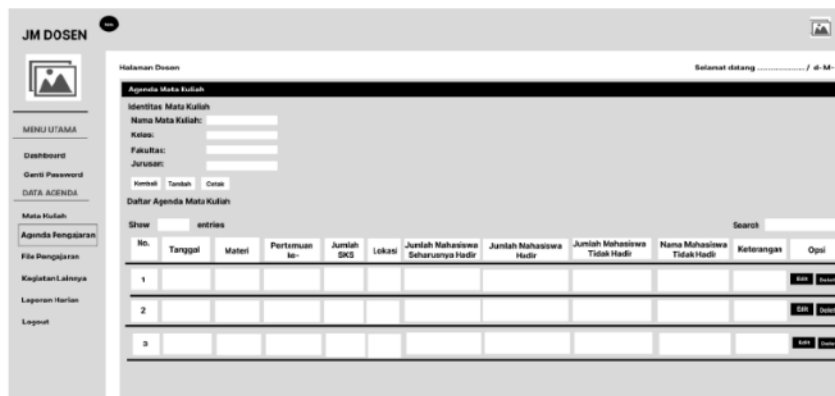 JM DOSEN
MENU UTAMA
Dashboard
Ganti Password
DATA AGENDA
Mata Kuliah
Agenda Pengajaran
File Pengajaran
Kegiatan Lainnya
Laporan Harian
Logout
Halaman Dosen
Selamat datang ..................... / d-M-
Agenda Mata Kuliah
Identitas Mata Kuliah
Nama Mata Kuliah:
Kelas:
Fakultas:
Jurusan:
Kembali Tambah Cetak
Daftar Agenda Mata Kuliah
Show entries Search
No. Tanggal Materi Pertemuan ke- Jumlah SKS Lokasi Jumlah Mahasiswa Seharusnya Hadir Jumlah Mahasiswa Hadir Jumlah Mahasiswa Tidak Hadir Nama Mahasiswa Tidak Hadir Keterangan Opsi
1 Edit Delet
2 Edit Delet
3 Edit Delet